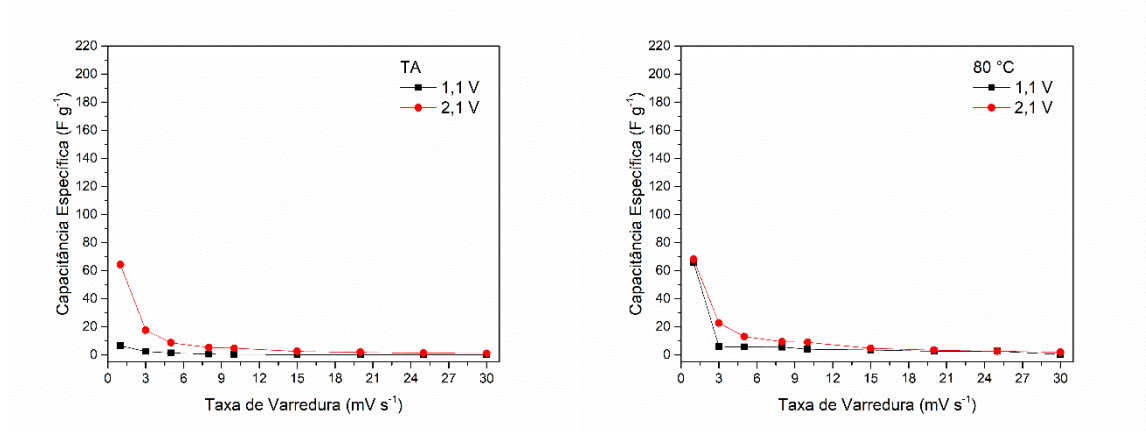 220
200
180
160
140
120
100
80
60
40
20
0
Capacitância Específica (F g⁻¹)
TA
1,1 V
2,1 V
0 3 6 9 12 15 18 21 24 27 30
Taxa de Varredura (mV s⁻¹)
220
200
180
160
140
120
100
80
60
40
20
0
Capacitância Específica (F g⁻¹)
80 °C
1,1 V
2,1 V
0 3 6 9 12 15 18 21 24 27 30
Taxa de Varredura (mV s⁻¹)